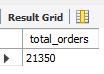 Result Grid
total_orders
21350